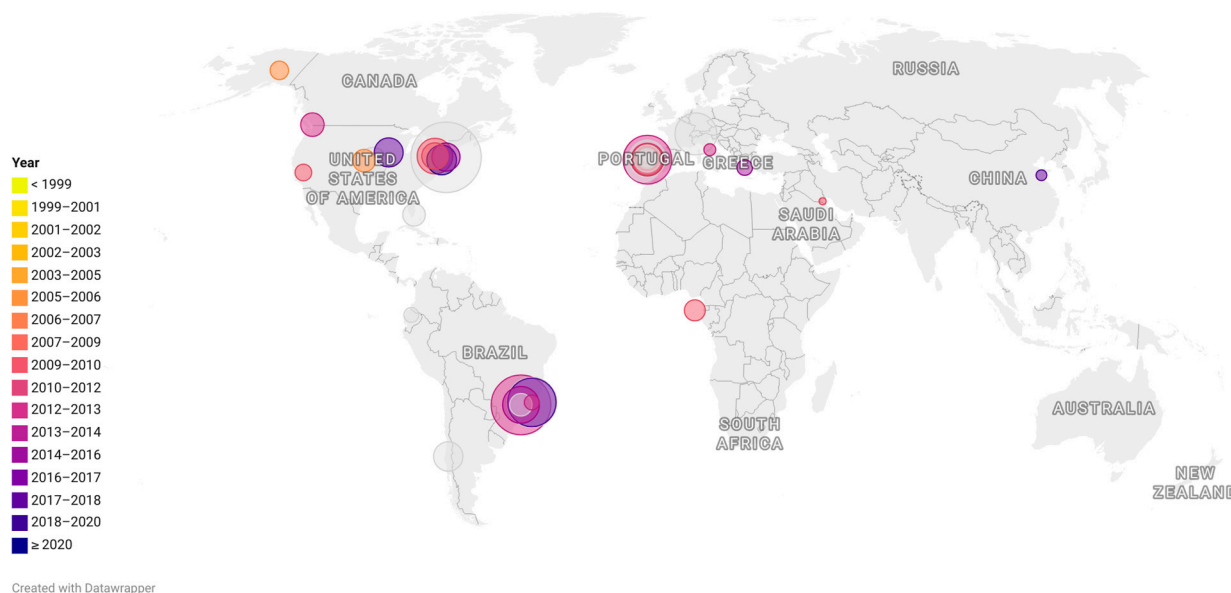 CANADA
RUSSIA
Year
< 1999
1999–2001
2001–2002
2002–2003
2003–2005
2005–2006
2006–2007
2007–2009
2009–2010
2010–2012
2012–2013
2013–2014
2014–2016
2016–2017
2017–2018
2018–2020
≥ 2020
UNITED
STATES
OF AMERICA
PORTUGAL
GREECE
CHINA
SAUDI
ARABIA
BRAZIL
SOUTH
AFRICA
AUSTRALIA
NEW
ZEALAND
Created with Datawrapper